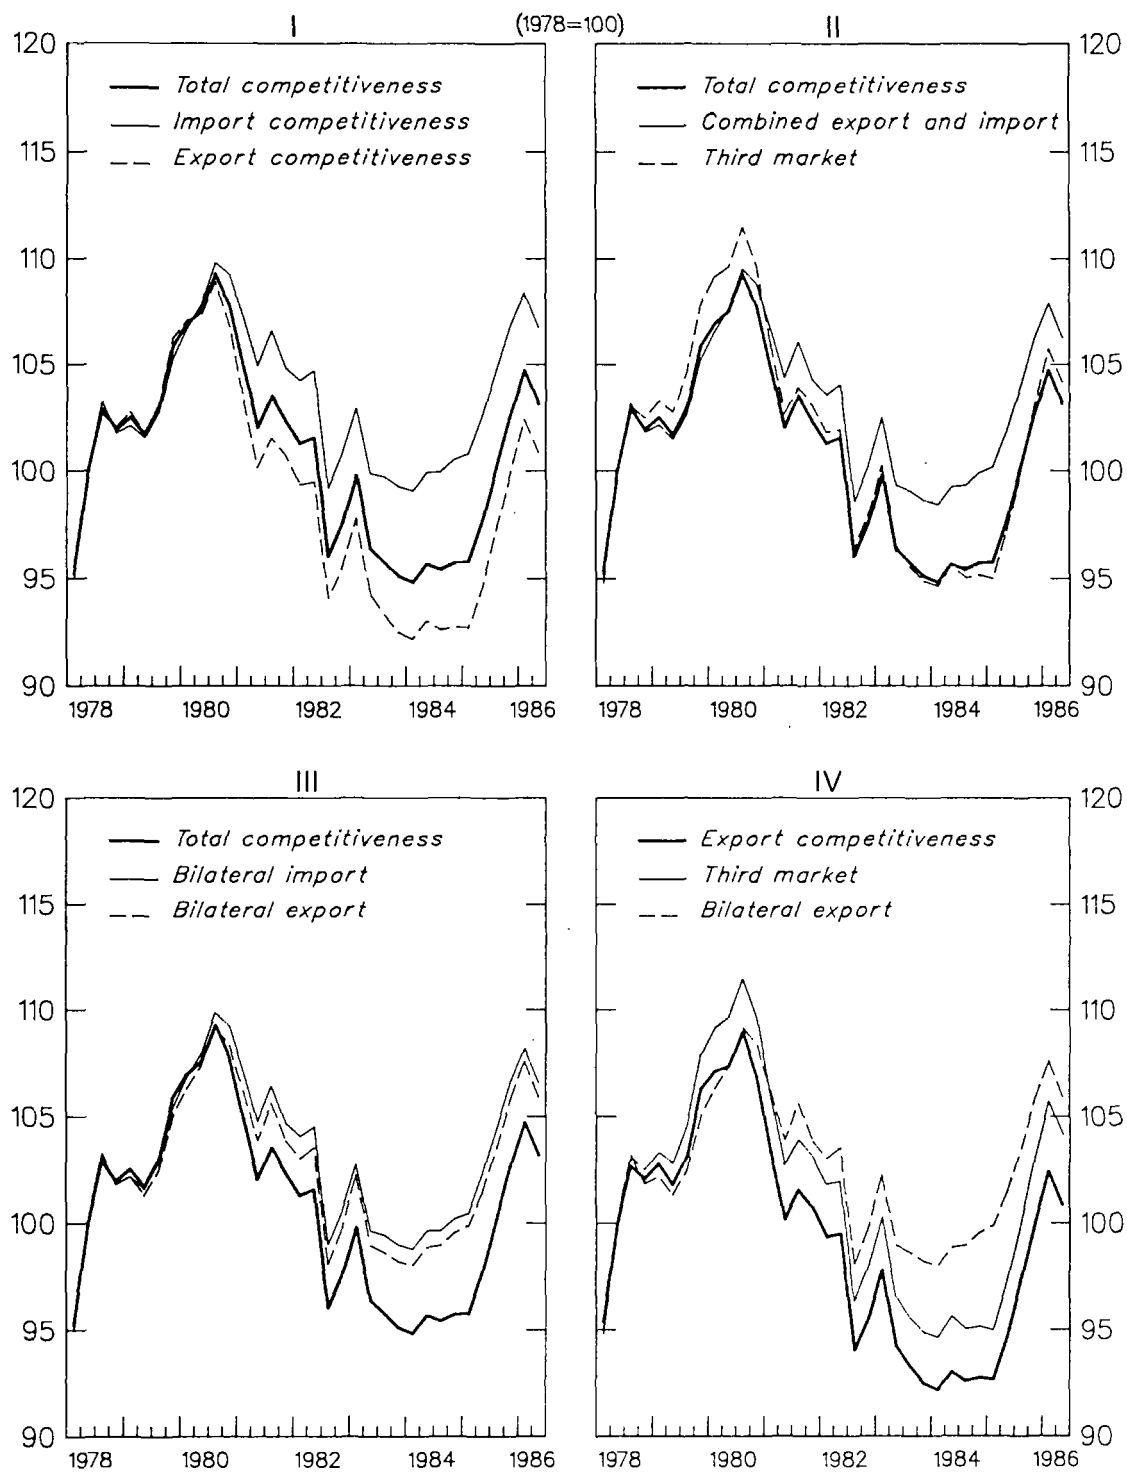 (1978=100)
I
120
115
110
105
100
95
90
Total competitiveness
Import competitiveness
Export competitiveness
1978 1980 1982 1984 1986
II
120
115
110
105
100
95
90
Total competitiveness
Combined export and import
Third market
1978 1980 1982 1984 1986
III
120
115
110
105
100
95
90
Total competitiveness
Bilateral import
Bilateral export
1978 1980 1982 1984 1986
IV
120
115
110
105
100
95
90
Export competitiveness
Third market
Bilateral export
1978 1980 1982 1984 1986